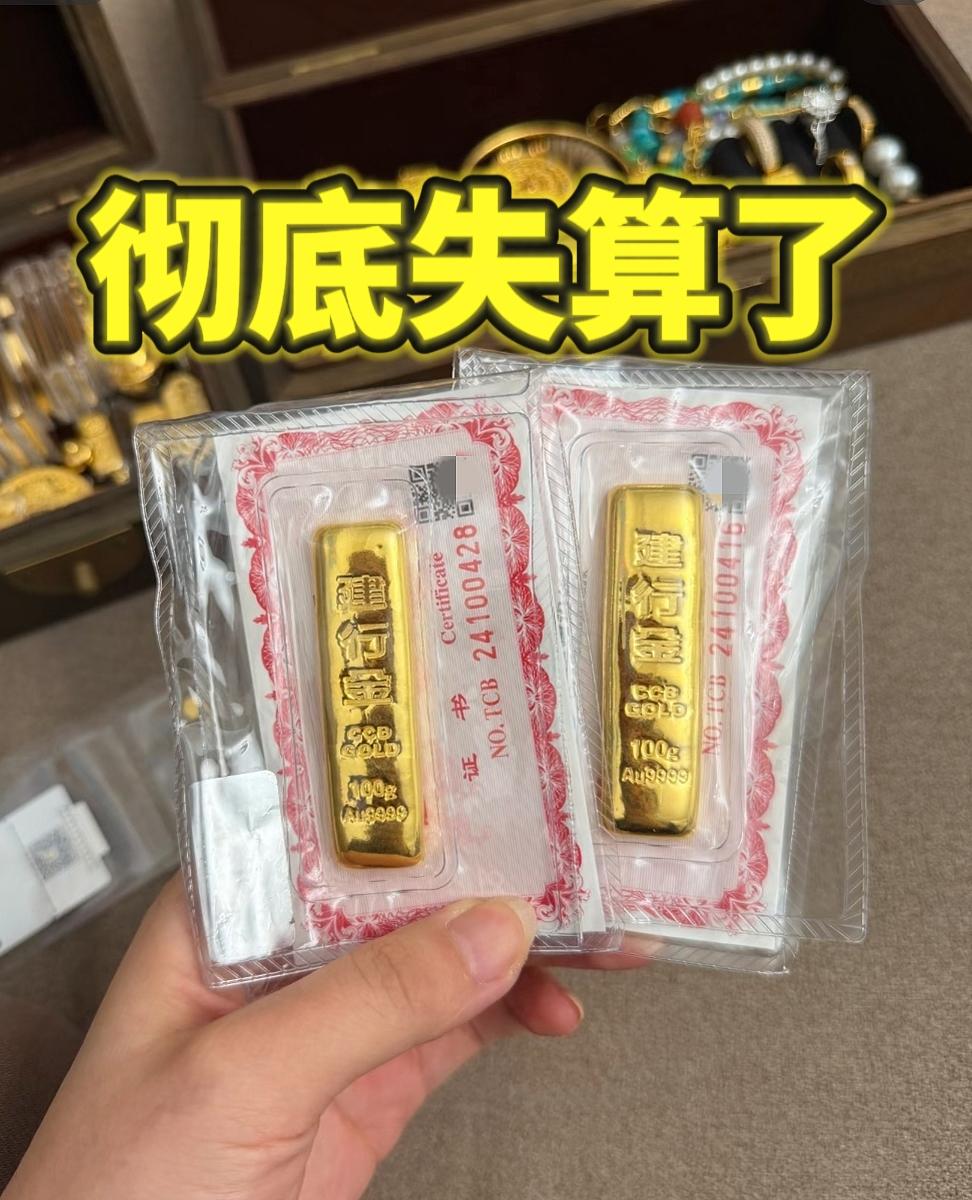 彻底失算了
建行金
CCB
GOLD
100g
Au9999
证书
Certificate
NO.TCB 24100428
建行金
CCB
GOLD
100g
Au9999
NO.TCB 24100416